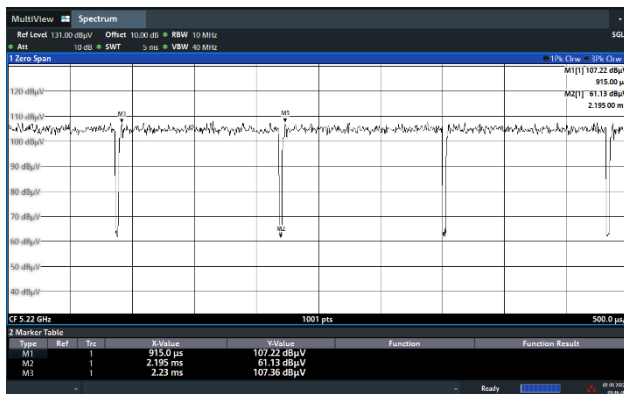 MultiView Spectrum
Ref Level 131.00 dBµV Offset 10.00 dB RBW 10 MHz SGL
Att 10 dB SWT 5 ms VBW 40 MHz
1 Zero Span 1Pk Clrw 3Pk Clrw
M1[1] 107.22 dBµV
915.00 µ
M2[1] 61.13 dBµV
2.195 00 m
120 dBµV
110 dBµV
M1
M3
100 dBµV
90 dBµV
80 dBµV
70 dBµV
M2
60 dBµV
50 dBµV
40 dBµV
CF 5.22 GHz 1001 pts 500.0 µs/
2 Marker Table
Type Ref Trc X-Value Y-Value Function Function Result
M1 1 915.0 µs 107.22 dBµV
M2 1 2.195 ms 61.13 dBµV
M3 1 2.23 ms 107.36 dBµV
Ready